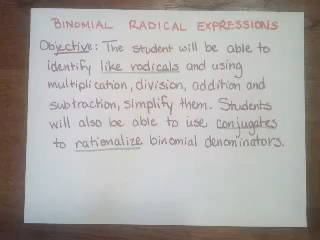 BINOMIAL RADICAL EXPRESSIONS
Objective: The student will be able to
identify like radicals and using
multiplication, division, addition and
subtraction, simplify them. Students
will also be able to use conjugates
to rationalize binomial denominators.